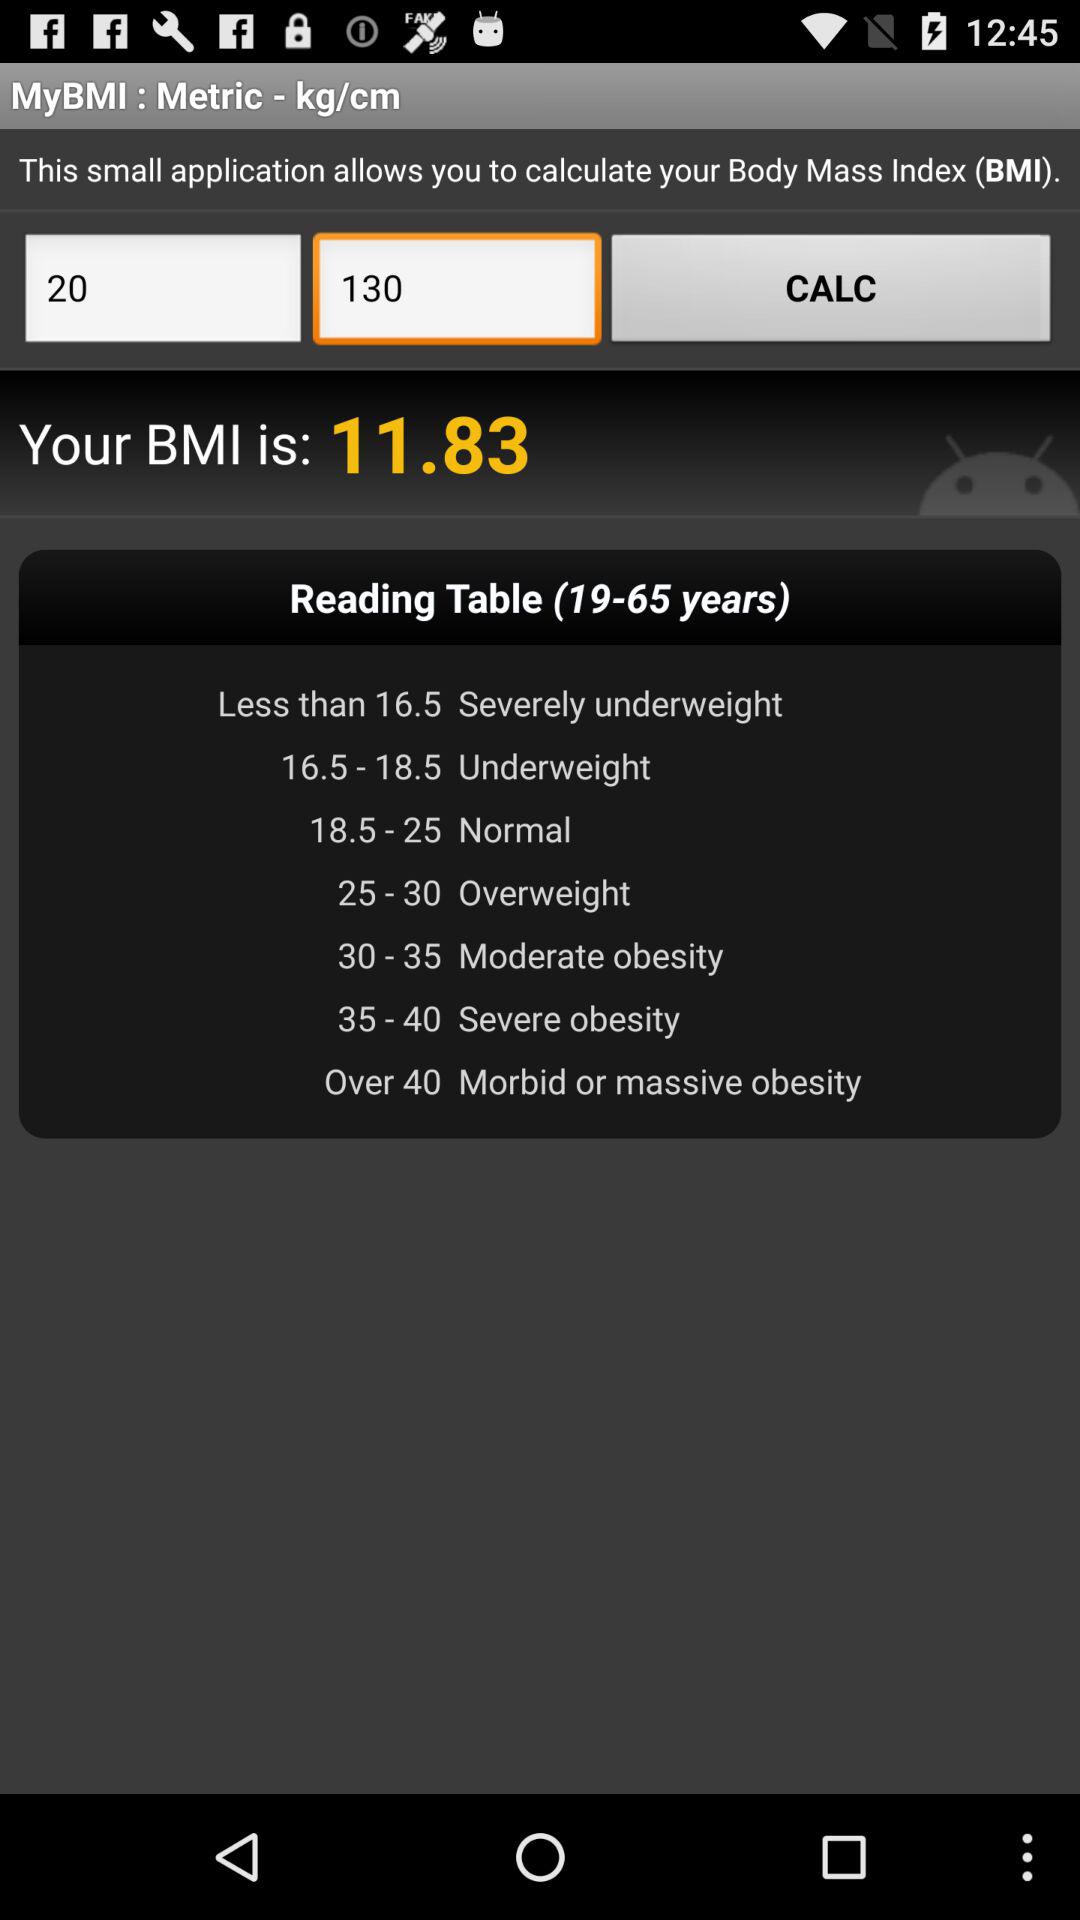 FAKE
12:45
MyBMI : Metric - kg/cm
This small application allows you to calculate your Body Mass Index (BMI).
20 130 CALC
Your BMI is: 11.83
Reading Table (19-65 years)
Less than 16.5 Severely underweight
16.5 - 18.5 Underweight
18.5 - 25 Normal
25 - 30 Overweight
30 - 35 Moderate obesity
35 - 40 Severe obesity
Over 40 Morbid or massive obesity